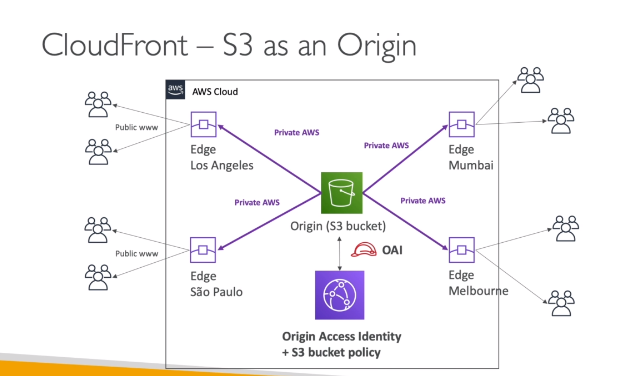 CloudFront – S3 as an Origin
aws
AWS Cloud
Public www
Edge
Los Angeles
Private AWS
Private AWS
Edge
Mumbai
Private AWS
Private AWS
Origin (S3 bucket)
Public www
Edge
São Paulo
OAI
Edge
Melbourne
Origin Access Identity
+ S3 bucket policy